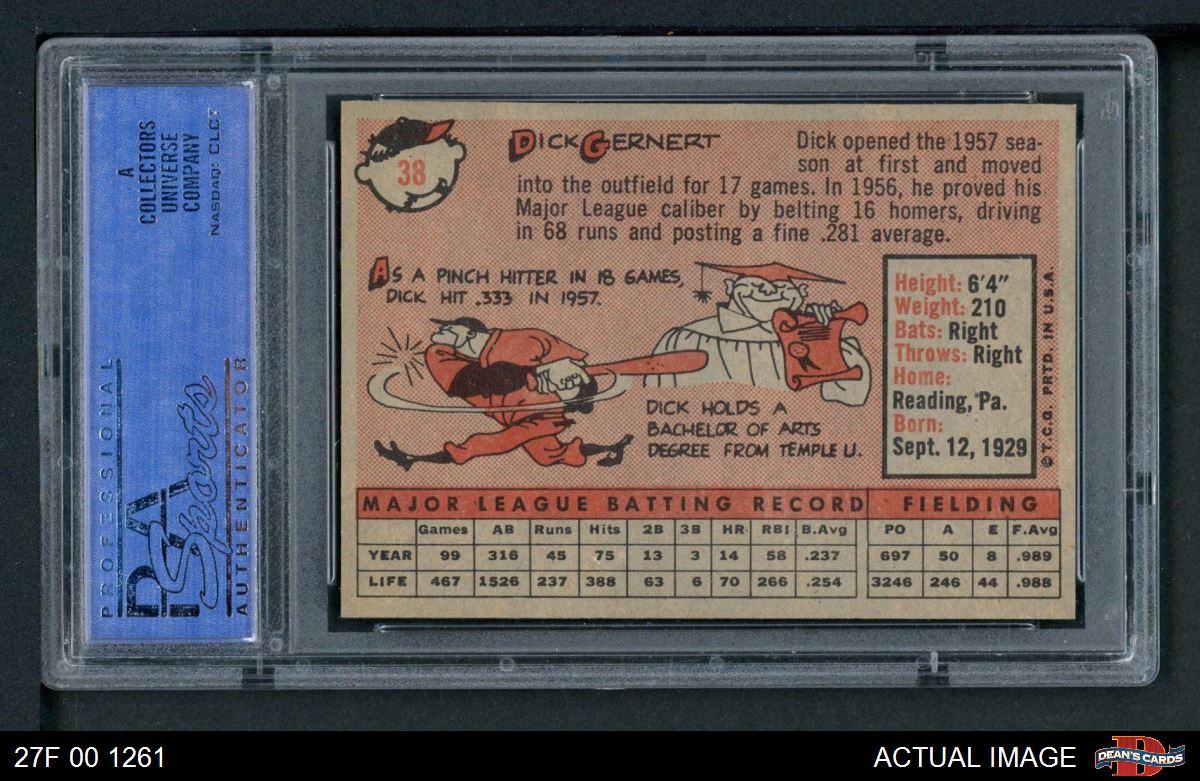 A
COLLECTORS
UNIVERSE
COMPANY
NASDAQ: CLCT
PROFESSIONAL
PSA
Sports
AUTHENTICATOR
38
DICK GERNERT
Dick opened the 1957 sea-
son at first and moved
into the outfield for 17 games. In 1956, he proved his
Major League caliber by belting 16 homers, driving
in 68 runs and posting a fine .281 average.
AS A PINCH HITTER IN 18 GAMES,
DICK HIT .333 IN 1957.
DICK HOLDS A
BACHELOR OF ARTS
DEGREE FROM TEMPLE U.
Height: 6'4"
Weight: 210
Bats: Right
Throws: Right
Home:
Reading, Pa.
Born:
Sept. 12, 1929
© T.C.G. PRTD. IN U.S.A.
MAJOR LEAGUE BATTING RECORD FIELDING
Games AB Runs Hits 2B 3B HR RBI B.Avg PO A E F.Avg
YEAR 99 316 45 75 13 3 14 58 .237 697 50 8 .989
LIFE 467 1526 237 388 63 6 70 266 .254 3246 246 44 .988
27F 00 1261
ACTUAL IMAGE
D
DEAN'S CARDS